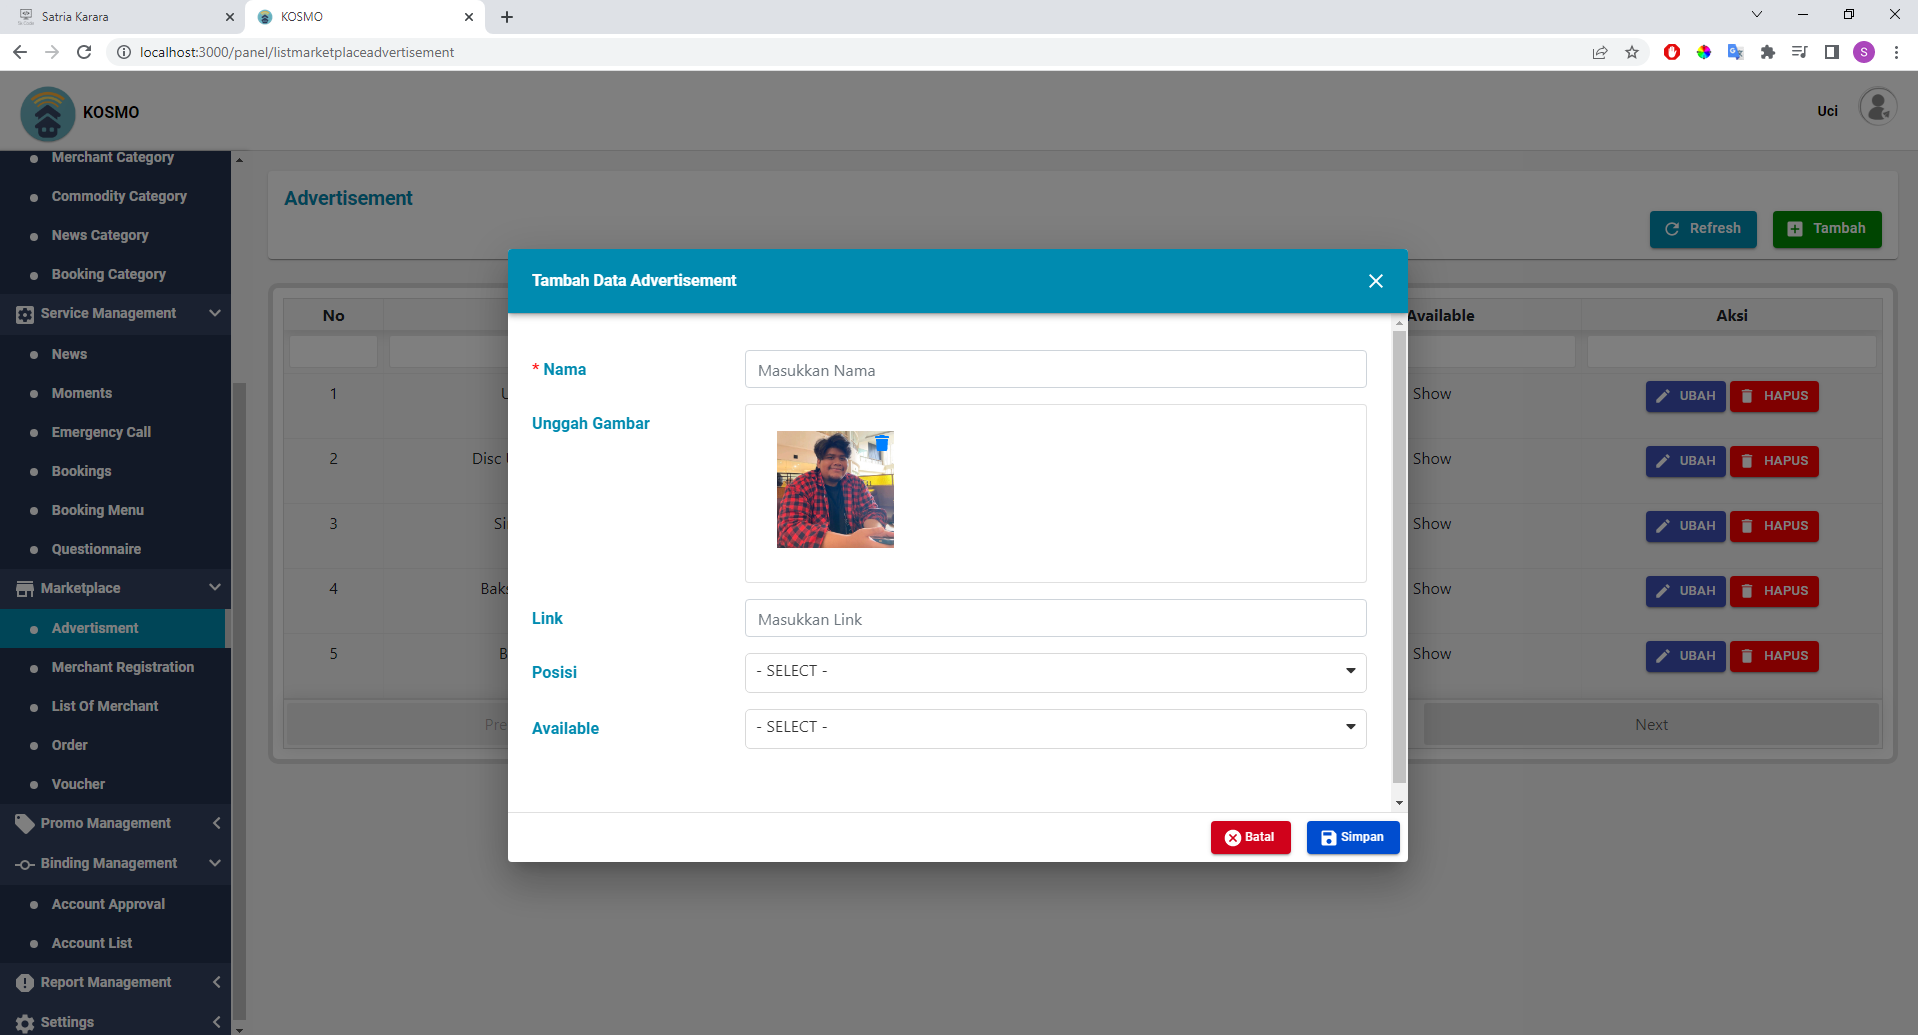 Satria Karara
KOSMO
localhost:3000/panel/listmarketplaceadvertisement
S
KOSMO
Uci
Merchant Category
Commodity Category
News Category
Booking Category
Service Management
News
Moments
Emergency Call
Bookings
Booking Menu
Questionnaire
Marketplace
Advertisment
Merchant Registration
List Of Merchant
Order
Voucher
Promo Management
Binding Management
Account Approval
Account List
Report Management
Settings
Advertisement
Refresh
Tambah
No
Available
Aksi
1
Show
UBAH
HAPUS
2
Disc
Show
UBAH
HAPUS
3
Si
Show
UBAH
HAPUS
4
Baks
Show
UBAH
HAPUS
5
B
Show
UBAH
HAPUS
Pre
Next
Tambah Data Advertisement
* Nama
Masukkan Nama
Unggah Gambar
Link
Masukkan Link
Posisi
- SELECT -
Available
- SELECT -
Batal
Simpan